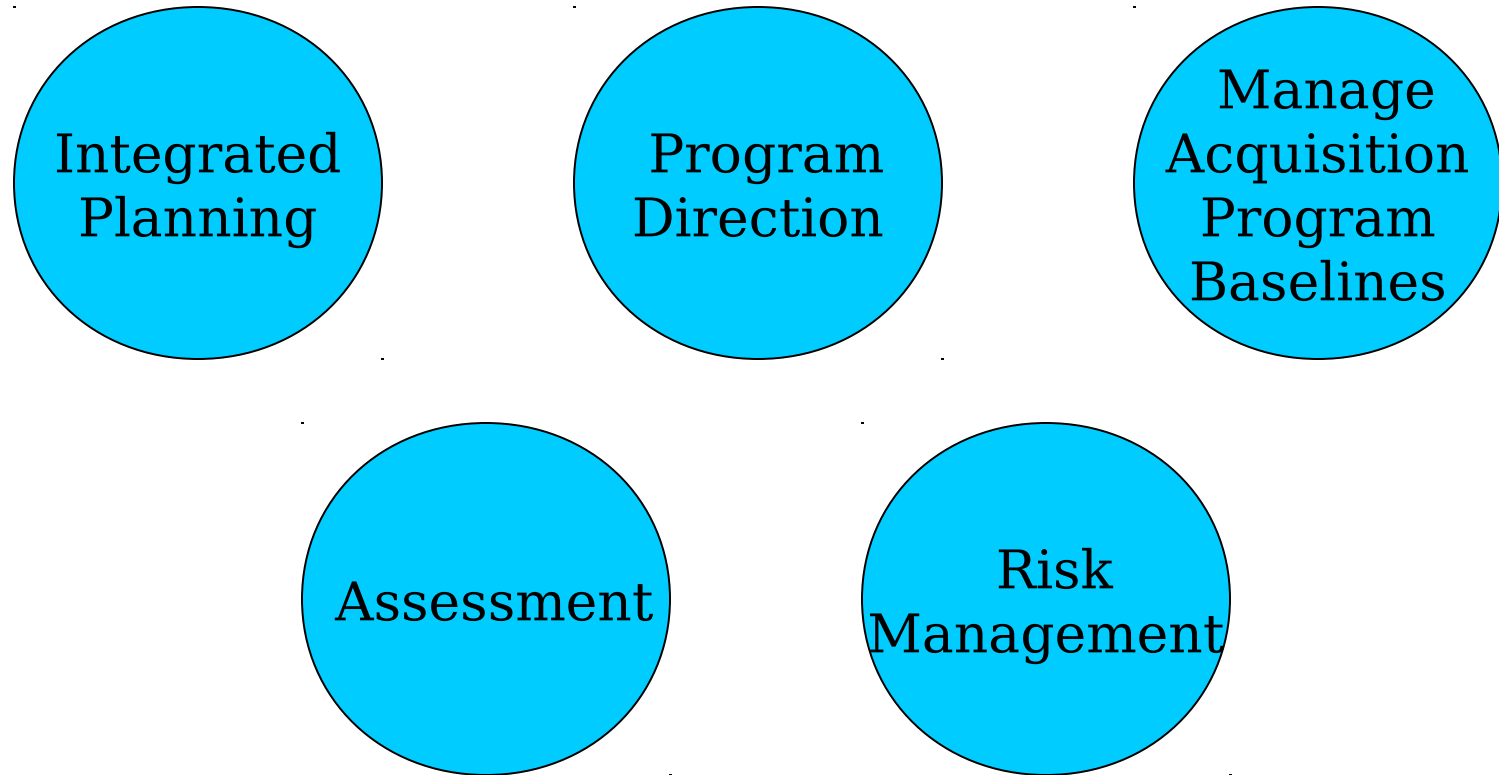 Integrated
Planning
Program
Direction
Manage
Acquisition
Program
Baselines
Assessment
Risk
Management